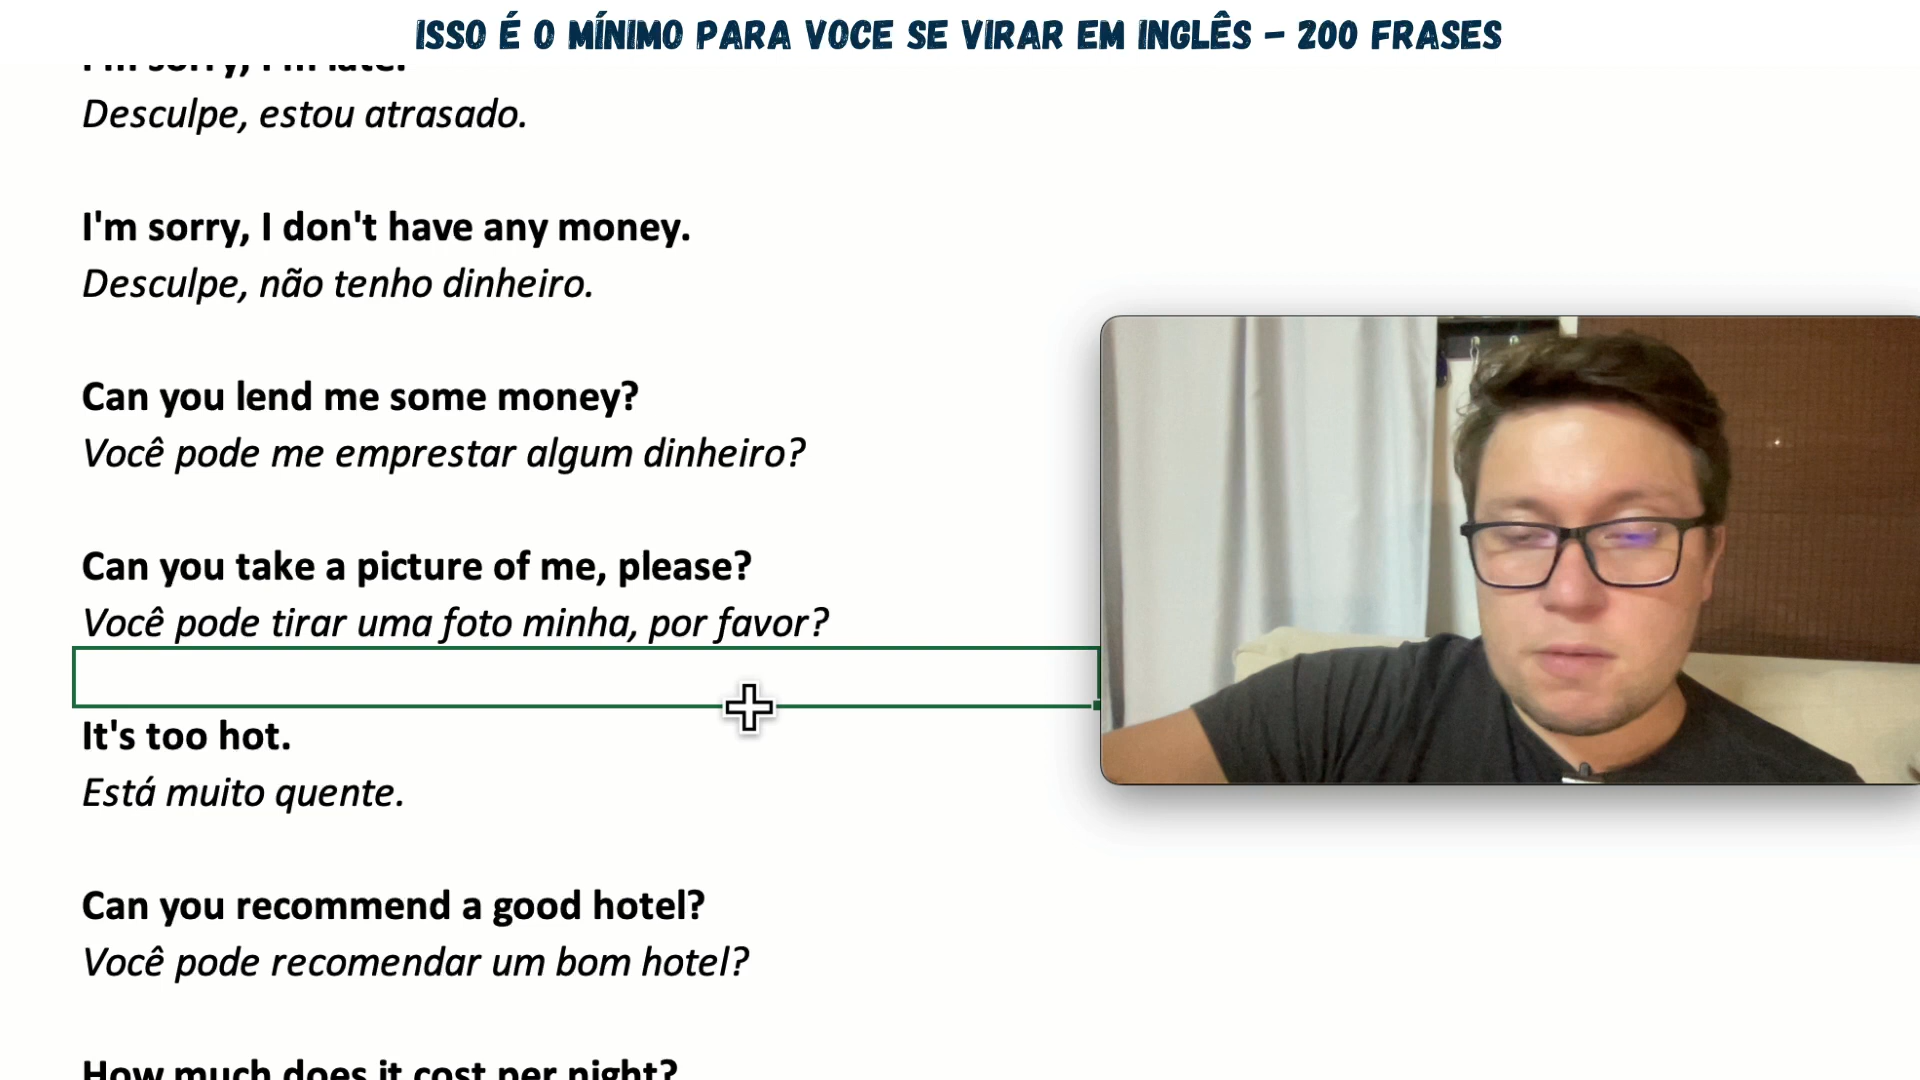 ISSO É O MÍNIMO PARA VOCE SE VIRAR EM INGLÊS – 200 FRASES
I'm sorry, I'm late.
Desculpe, estou atrasado.
I'm sorry, I don't have any money.
Desculpe, não tenho dinheiro.
Can you lend me some money?
Você pode me emprestar algum dinheiro?
Can you take a picture of me, please?
Você pode tirar uma foto minha, por favor?
It's too hot.
Está muito quente.
Can you recommend a good hotel?
Você pode recomendar um bom hotel?
How much does it cost per night?